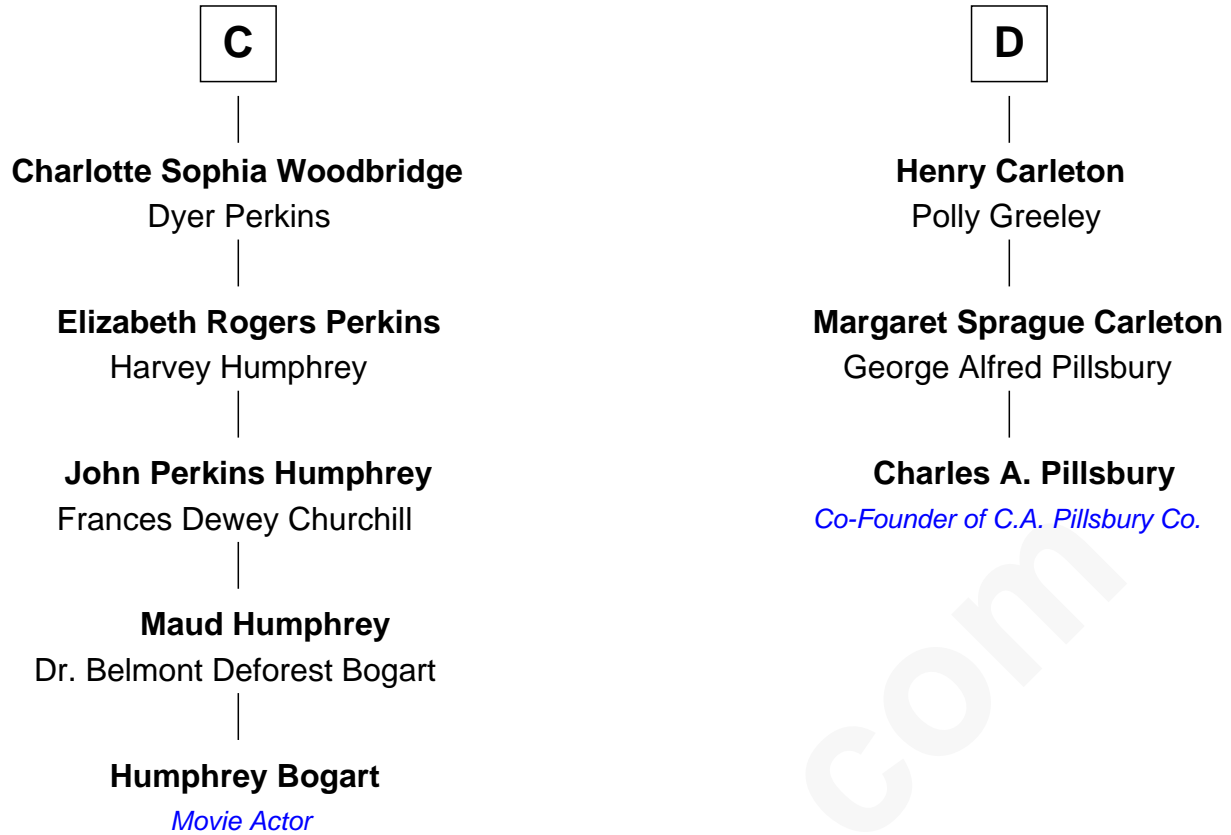 C
Charlotte Sophia Woodbridge
Dyer Perkins
Elizabeth Rogers Perkins
Harvey Humphrey
John Perkins Humphrey
Frances Dewey Churchill
Maud Humphrey
Dr. Belmont Deforest Bogart
Humphrey Bogart
Movie Actor
D
Henry Carleton
Polly Greeley
Margaret Sprague Carleton
George Alfred Pillsbury
Charles A. Pillsbury
Co-Founder of C.A. Pillsbury Co.
com